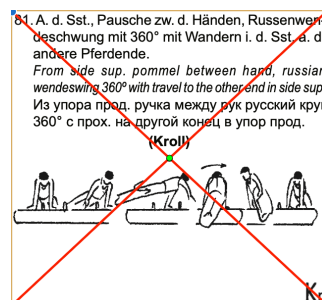 81. A. d. Sst., Pausche zw. d. Händen, Russenwen
deschwung mit 360° mit Wandern i. d. Sst. a. d
andere Pferdende.
From side sup. pommel between hand, russian
wendeswing 360° with travel to the other end in side sup
Из упора прод. ручка между рук русский кру
360° с прох. на другой конец в упор прод.
(Kroll)